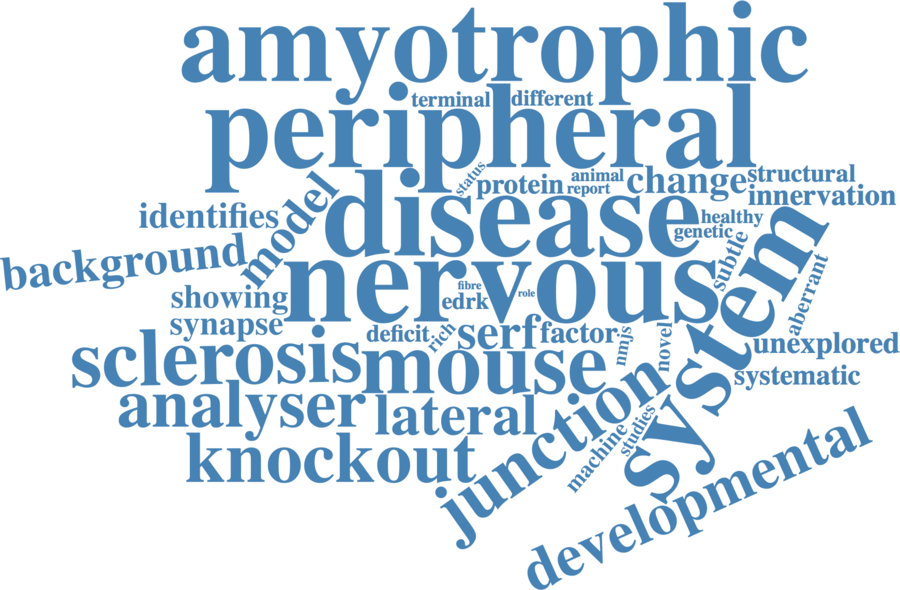 amyotrophic
terminal
different
peripheral
status
protein
animal
report
change
structural
innervation
identifies
model
disease
healthy
genetic
background
nervous
system
subtle
aberrant
showing
synapse
fibre
edrk
role
deficit
rich
serf
factor
nmjs
novel
unexplored
sclerosis
mouse
systematic
analyser
lateral
junction
machine
studies
knockout
developmental